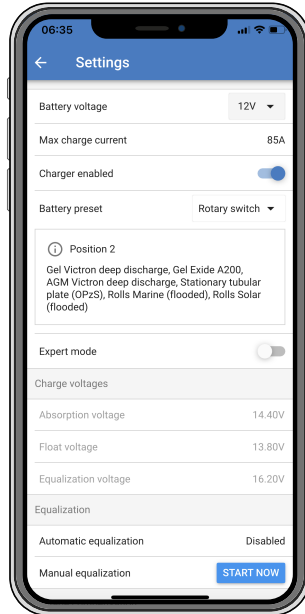 06:35
Settings
Battery voltage 12V
Max charge current 85A
Charger enabled
Battery preset Rotary switch
Position 2
Gel Victron deep discharge, Gel Exide A200,
AGM Victron deep discharge, Stationary tubular
plate (OPzS), Rolls Marine (flooded), Rolls Solar
(flooded)
Expert mode
Charge voltages
Absorption voltage 14.40V
Float voltage 13.80V
Equalization voltage 16.20V
Equalization
Automatic equalization Disabled
Manual equalization START NOW